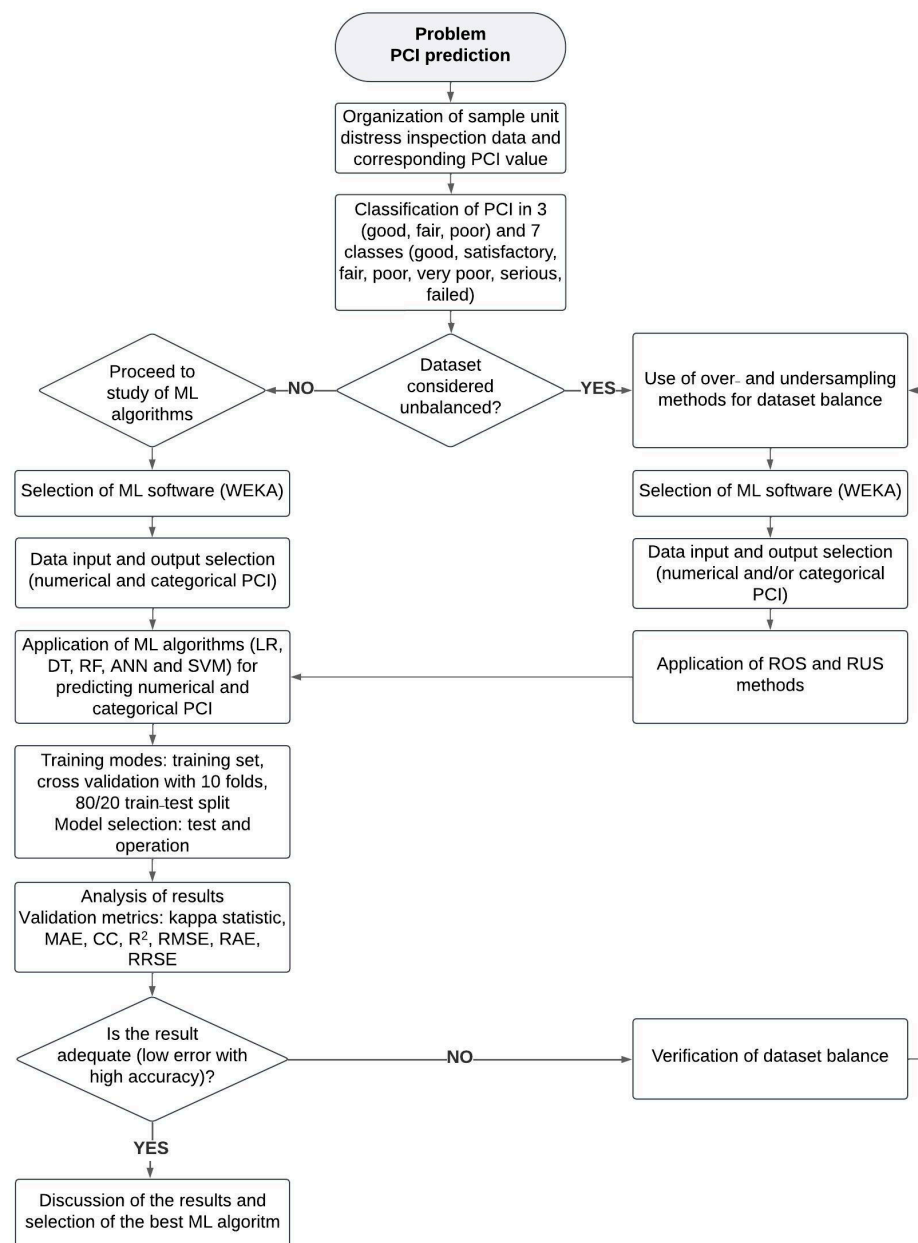 Problem
PCI prediction
Organization of sample unit
distress inspection data and
corresponding PCI value
Classification of PCI in 3
(good, fair, poor) and 7
classes (good, satisfactory,
fair, poor, very poor, serious,
failed)
Proceed to
study of ML
algorithms
NO
Dataset
considered
unbalanced?
YES
Use of over- and undersampling
methods for dataset balance
Selection of ML software (WEKA)
Selection of ML software (WEKA)
Data input and output selection
(numerical and categorical PCI)
Data input and output selection
(numerical and/or categorical
PCI)
Application of ML algorithms (LR,
DT, RF, ANN and SVM) for
predicting numerical and
categorical PCI
Application of ROS and RUS
methods
Training modes: training set,
cross validation with 10 folds,
80/20 train-test split
Model selection: test and
operation
Analysis of results
Validation metrics: kappa statistic,
MAE, CC, R², RMSE, RAE,
RRSE
Is the result
adequate (low error with
high accuracy)?
NO
Verification of dataset balance
YES
Discussion of the results and
selection of the best ML algoritm